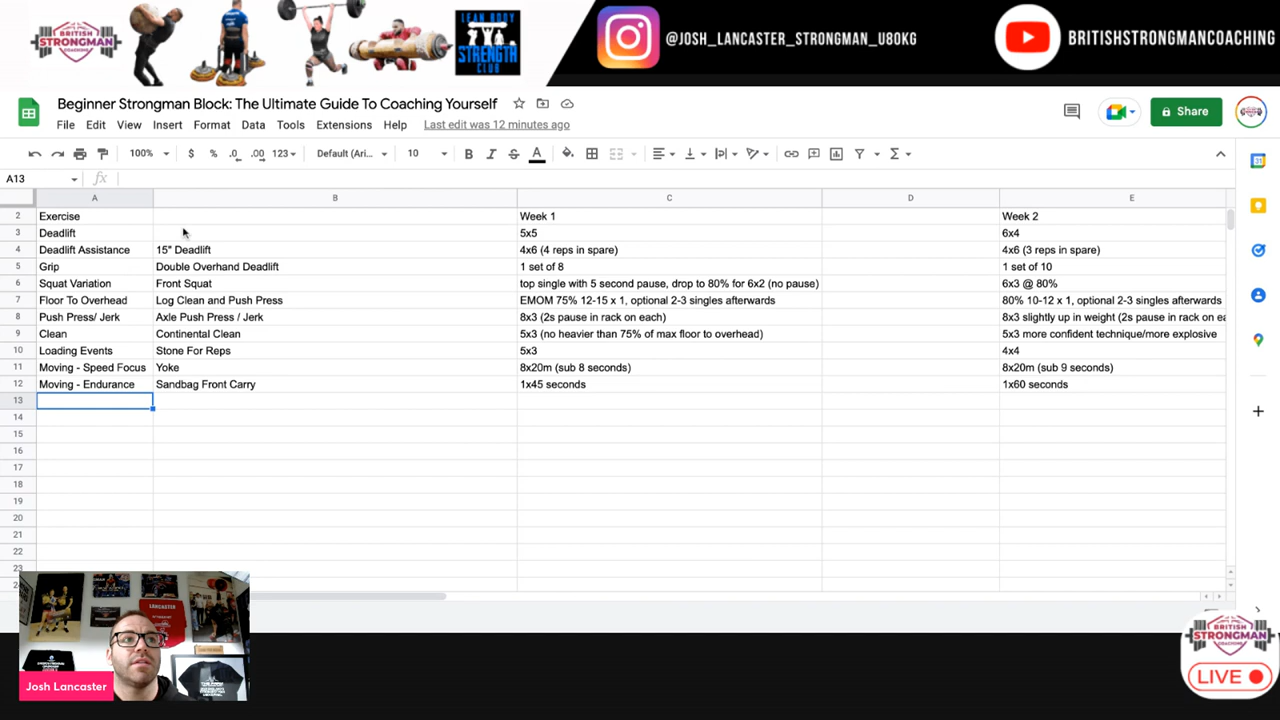 BRITISH
STRONGMAN
COACHING
LEAN BODY
STRENGTH
CLUB
@JOSH_LANCASTER_STRONGMAN_U80KG
BRITISHSTRONGMANCOACHING
Beginner Strongman Block: The Ultimate Guide To Coaching Yourself
File Edit View Insert Format Data Tools Extensions Help Last edit was 12 minutes ago
Share
100% $ % .0 .00 123 Default (Ari... 10 B I S A
A13 fx
A B C D E
2 Exercise Week 1 Week 2
3 Deadlift 5x5 6x4
4 Deadlift Assistance 15" Deadlift 4x6 (4 reps in spare) 4x6 (3 reps in spare)
5 Grip Double Overhand Deadlift 1 set of 8 1 set of 10
6 Squat Variation Front Squat top single with 5 second pause, drop to 80% for 6x2 (no pause) 6x3 @ 80%
7 Floor To Overhead Log Clean and Push Press EMOM 75% 12-15 x 1, optional 2-3 singles afterwards 80% 10-12 x 1, optional 2-3 singles afterwards
8 Push Press/ Jerk Axle Push Press / Jerk 8x3 (2s pause in rack on each) 8x3 slightly up in weight (2s pause in rack on ea
9 Clean Continental Clean 5x3 (no heavier than 75% of max floor to overhead) 5x3 more confident technique/more explosive
10 Loading Events Stone For Reps 5x3 4x4
11 Moving - Speed Focus Yoke 8x20m (sub 8 seconds) 8x20m (sub 9 seconds)
12 Moving - Endurance Sandbag Front Carry 1x45 seconds 1x60 seconds
13
14
15
16
17
18
19
20
21
22
23
LANCASTER
Josh Lancaster
BRITISH
STRONGMAN
COACHING
LIVE